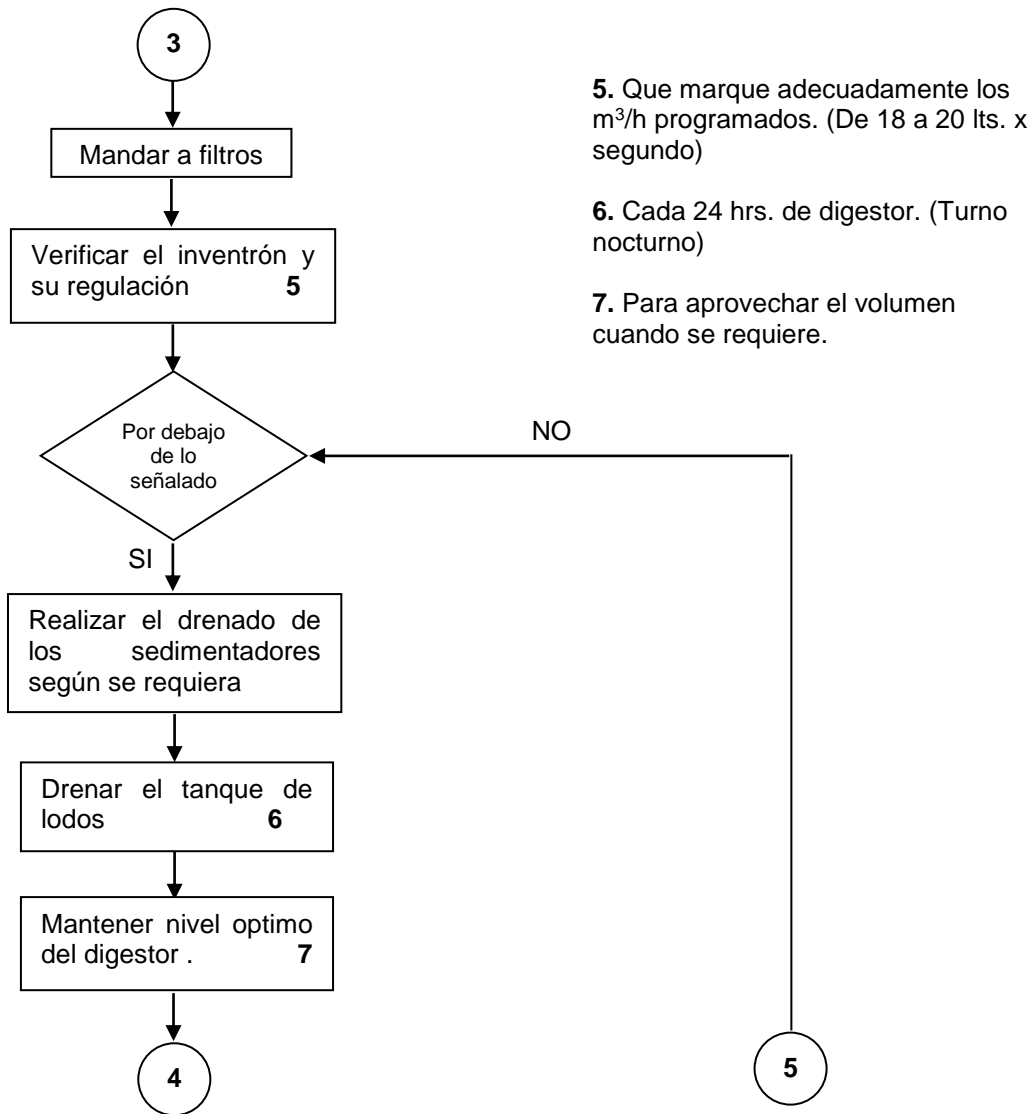 3
Mandar a filtros
Verificar el inventrón y
su regulación 5
Por debajo
de lo
señalado
NO
SI
Realizar el drenado de
los sedimentadores
según se requiera
Drenar el tanque de
lodos 6
Mantener nivel optimo
del digestor . 7
4
5
5. Que marque adecuadamente los
m³/h programados. (De 18 a 20 lts. x
segundo)
6. Cada 24 hrs. de digestor. (Turno
nocturno)
7. Para aprovechar el volumen
cuando se requiere.